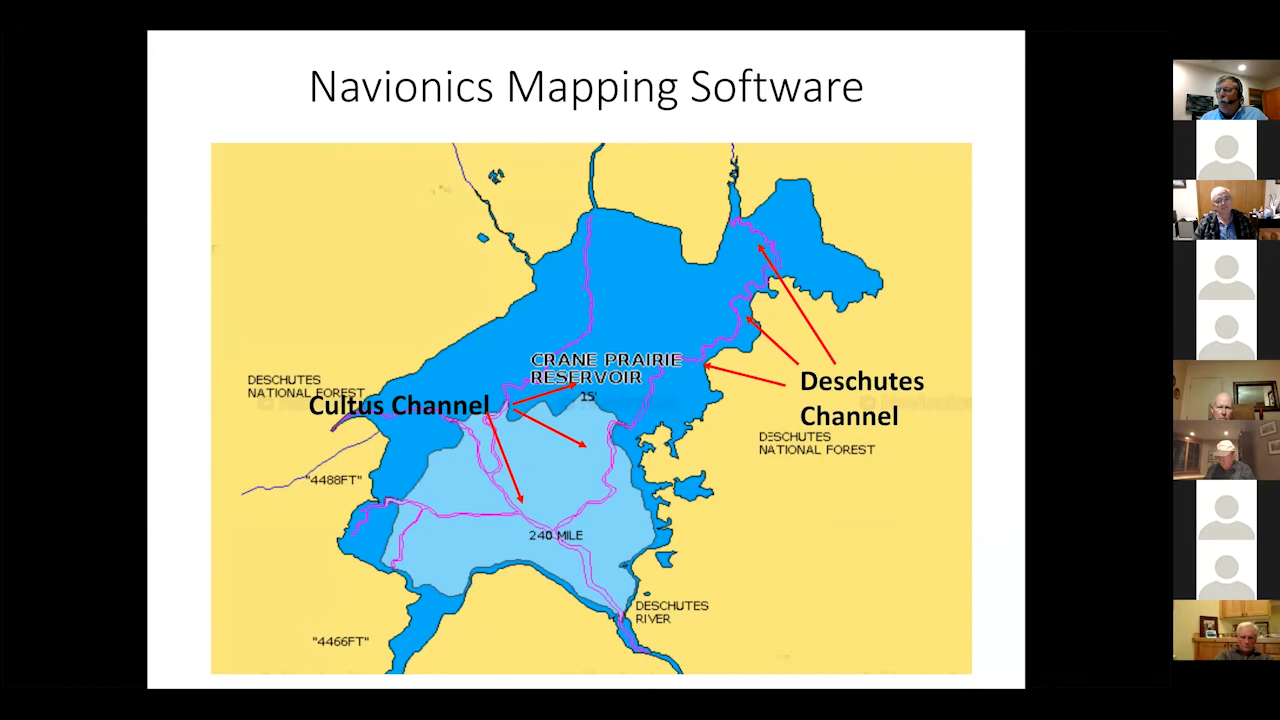 Navionics Mapping Software
CRANE PRAIRIE
RESERVOIR
15'
DESCHUTES
NATIONAL FOREST
Cultus Channel
Deschutes
Channel
DESCHUTES
NATIONAL FOREST
"4488FT"
240 MILE
DESCHUTES
RIVER
"4466FT"